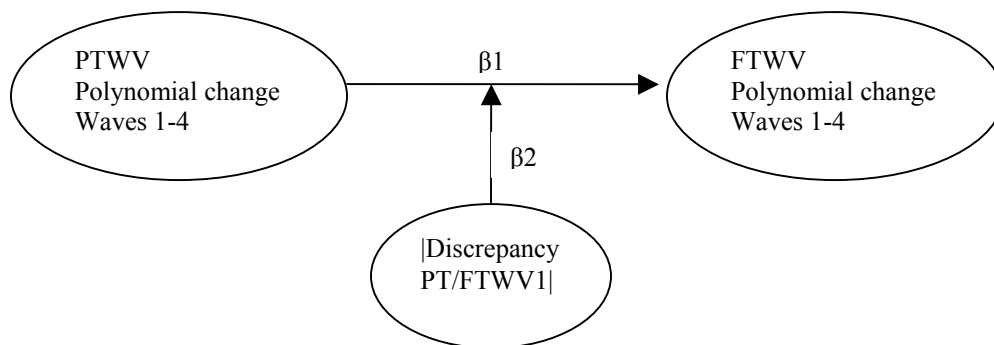 PTWV
Polynomial change
Waves 1-4
β1
FTWV
Polynomial change
Waves 1-4
β2
|Discrepancy
PT/FTWV1|